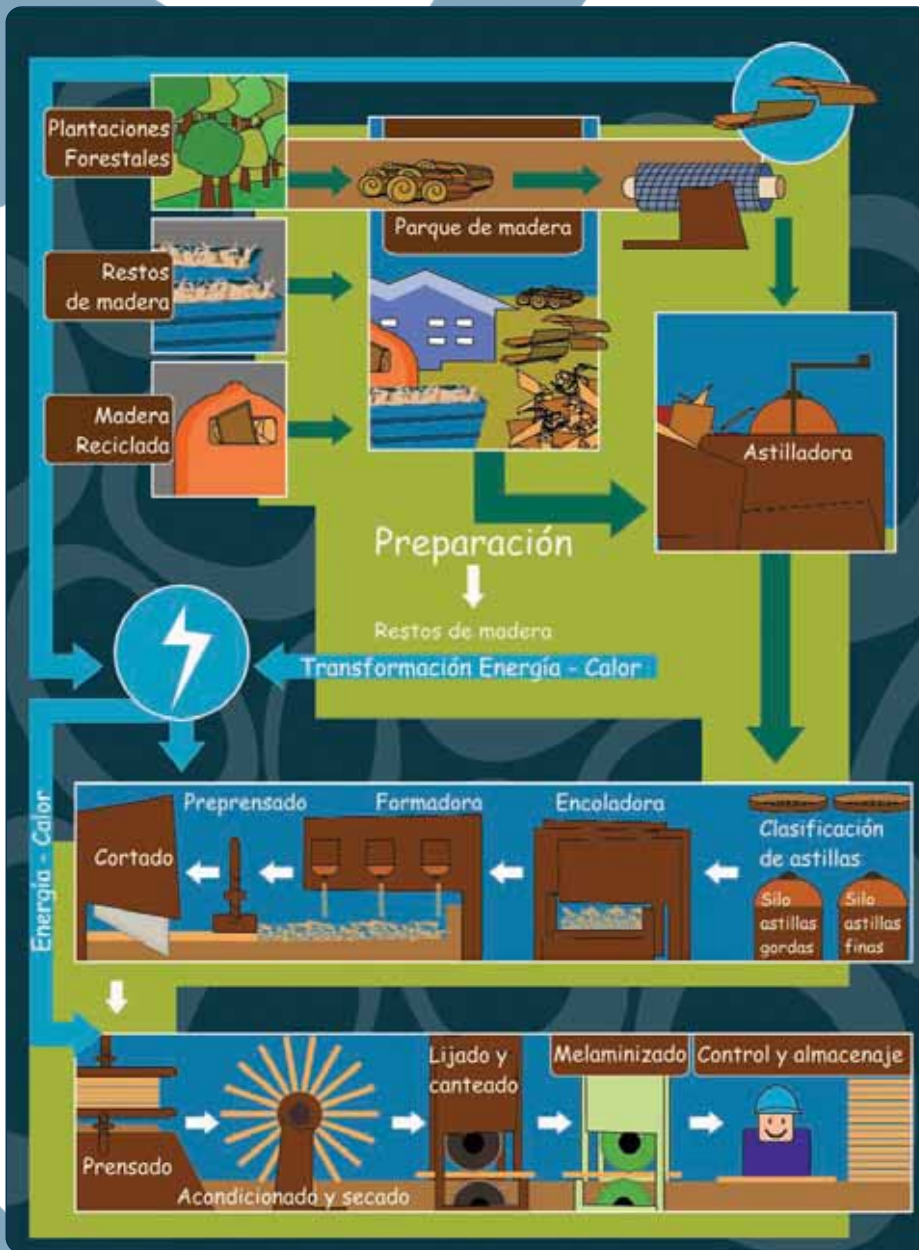 Plantaciones
Forestales
Parque de madera
Restos
de madera
Madera
Reciclada
Astilladora
Preparación
Restos de madera
Transformación Energía - Calor
Energía - Calor
Cortado
Preprensado
Formadora
Encoladora
Clasificación
de astillas
Silo
astillas
gordas
Silo
astillas
finas
Prensado
Acondicionado y secado
Lijado y
canteado
Melaminizado
Control y almacenaje